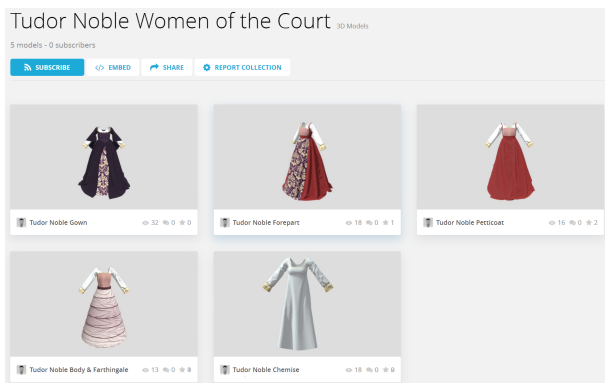 Tudor Noble Women of the Court 3D Models
5 models - 0 subscribers
SUBSCRIBE </> EMBED SHARE REPORT COLLECTION
Tudor Noble Gown 32 0 0
Tudor Noble Forepart 18 0 1
Tudor Noble Petticoat 16 0 2
Tudor Noble Body & Farthingale 13 0
Tudor Noble Chemise 18 0